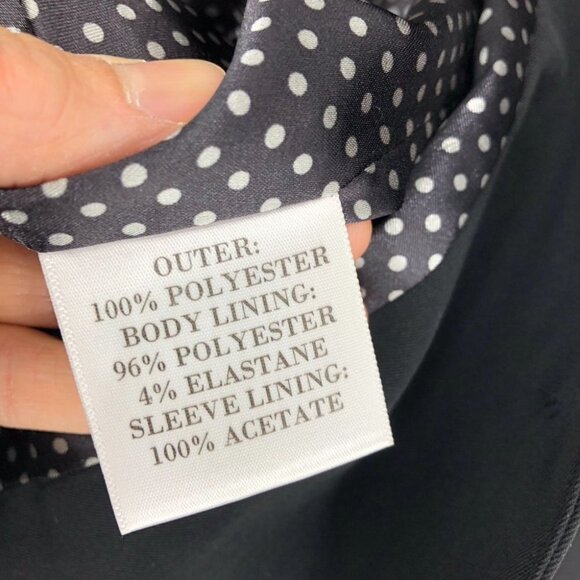 OUTER:
100% POLYESTER
BODY LINING:
96% POLYESTER
4% ELASTANE
SLEEVE LINING:
100% ACETATE